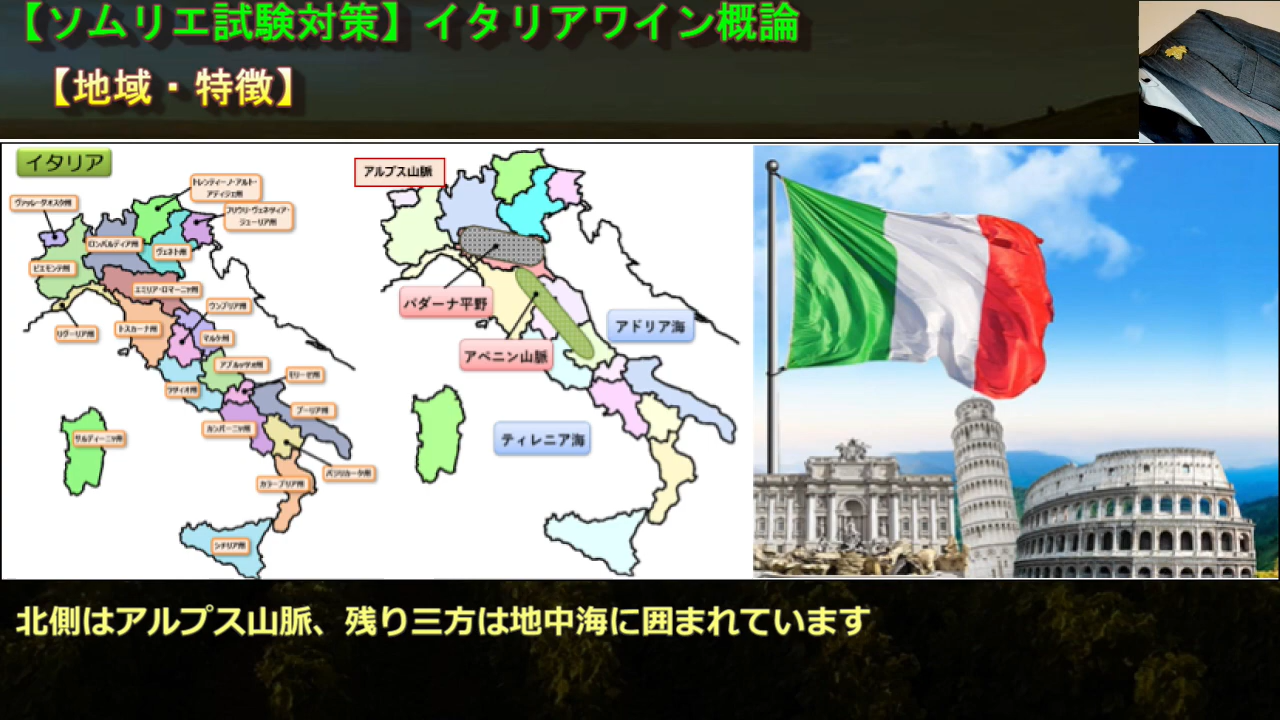 【ソムリエ試験対策】イタリアワイン概論
【地域・特徴】
イタリア
トレンティーノ・アルト・
アディジェ州
ヴァッレ・ダオスタ州
フリウリ・ヴェネツィア・
ジューリア州
ロンバルディア州
ヴェネト州
ピエモンテ州
エミリア・ロマーニャ州
ウンブリア州
リグーリア州
トスカーナ州
マルケ州
アブルッツォ州
モリーゼ州
ラツィオ州
プーリア州
カンパーニャ州
サルディーニャ州
バジリカータ州
カラーブリア州
シチリア州
アルプス山脈
パダーナ平野
アドリア海
アペニン山脈
ティレニア海
北側はアルプス山脈、残り三方は地中海に囲まれています